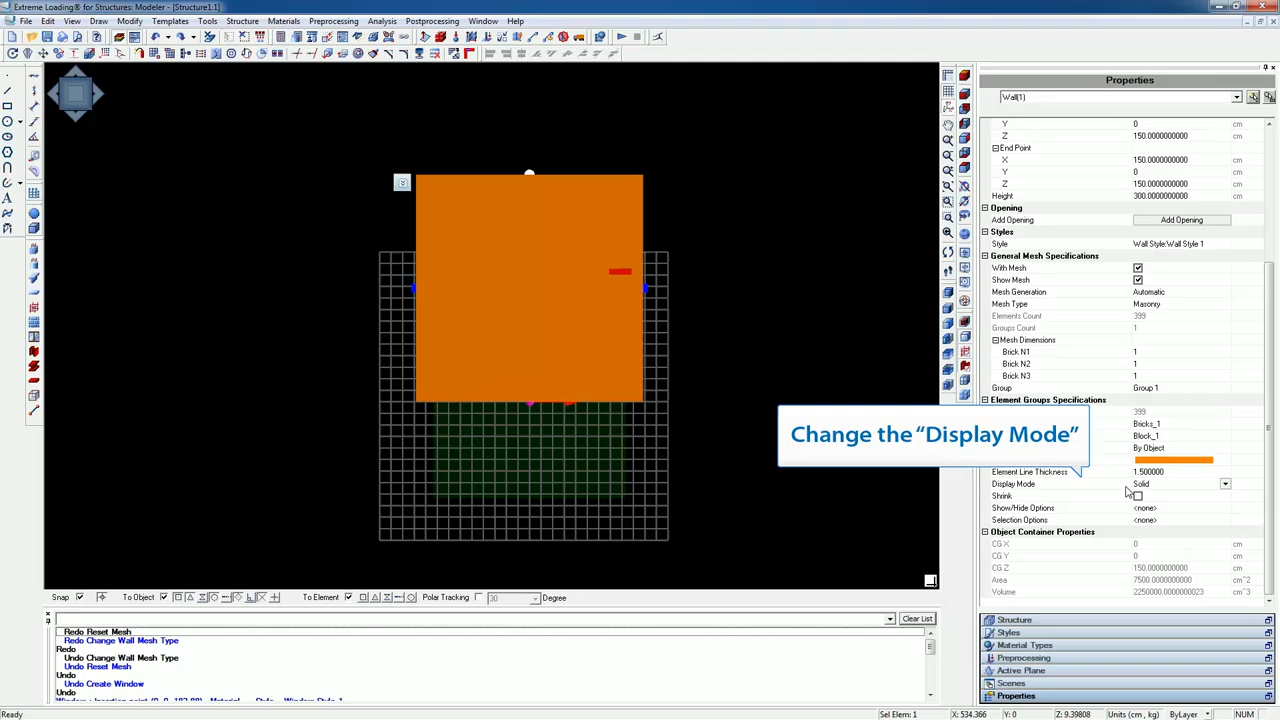 Extreme Loading® for Structures: Modeler - [Structure1:1]
File Edit View Draw Modify Templates Tools Structure Materials Preprocessing Analysis Postprocessing Window Help
Properties
Wall(1)
Y 0 cm
Z 150.0000000000 cm
End Point
X 150.0000000000 cm
Y 0 cm
Z 150.0000000000 cm
Height 300.0000000000 cm
Opening
Add Opening Add Opening
Styles
Style Wall Style:Wall Style 1
General Mesh Specifications
With Mesh
Show Mesh
Mesh Generation Automatic
Mesh Type Masonry
Elements Count 399
Groups Count 1
Mesh Dimensions
Brick N1 1
Brick N2 1
Brick N3 1
Group Group 1
Element Groups Specifications
399
Bricks_1
Block_1
By Object
Change the "Display Mode"
Element Line Thickness 1.500000
Display Mode Solid
Shrink
Show/Hide Options <none>
Selection Options <none>
Object Container Properties
CG X 0 cm
CG Y 0 cm
CG Z 150.0000000000 cm
Area 7500.0000000000 cm^2
Volume 2250000.0000000023 cm^3
Snap To Object To Element Polar Tracking 30 Degree
Clear List
Redo Reset Mesh
Redo Change Wall Mesh Type
Redo
Undo Change Wall Mesh Type
Undo Reset Mesh
Undo
Undo Create Window
Undo
Structure
Styles
Material Types
Preprocessing
Active Plane
Scenes
Properties
Ready Sel Elem: 1 X: 534.366 Y: 0 Z: 9.39808 Units (cm , kg) ByLayer NUM